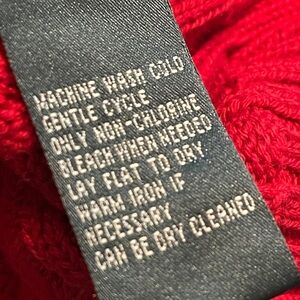 MACHINE WASH COLD
GENTLE CYCLE
ONLY NON-CHLORINE
BLEACH WHEN NEEDED
LAY FLAT TO DRY
WARM IRON IF
NECESSARY
CAN BE DRY CLEANED